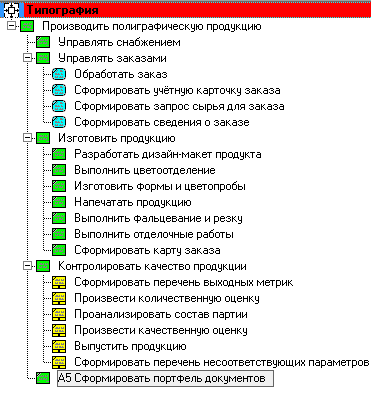 Типография
Производить полиграфическую продукцию
Управлять снабжением
Управлять заказами
Обработать заказ
Сформировать учётную карточку заказа
Сформировать запрос сырья для заказа
Сформировать сведения о заказе
Изготовить продукцию
Разработать дизайн-макет продукта
Выполнить цветоотделение
Изготовить формы и цветопробы
Напечатать продукцию
Выполнить фальцевание и резку
Выполнить отделочные работы
Сформировать карту заказа
Контролировать качество продукции
Сформировать перечень выходных метрик
Произвести количественную оценку
Проанализировать состав партии
Произвести качественную оценку
Выпустить продукцию
Сформировать перечень несоответствующих параметров
A5 Сформировать портфель документов